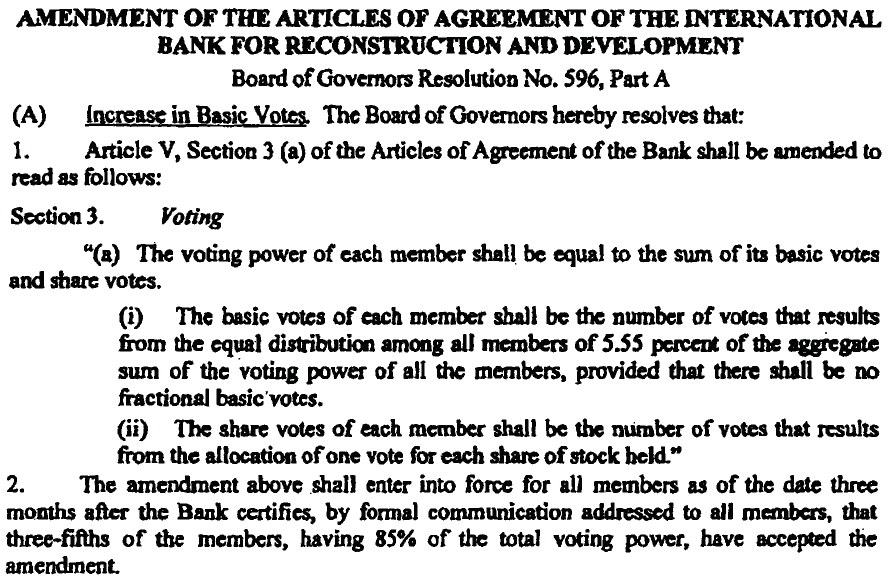 AMENDMENT OF THE ARTICLES OF AGREEMENT OF THE INTERNATIONAL
BANK FOR RECONSTRUCTION AND DEVELOPMENT
Board of Governors Resolution No. 596, Part A
(A) Increase in Basic Votes. The Board of Governors hereby resolves that:
1. Article V, Section 3 (a) of the Articles of Agreement of the Bank shall be amended to
read as follows:
Section 3. Voting
"(a) The voting power of each member shall be equal to the sum of its basic votes
and share votes.
(i) The basic votes of each member shall be the number of votes that results
from the equal distribution among all members of 5.55 percent of the aggregate
sum of the voting power of all the members, provided that there shall be no
fractional basic votes.
(ii) The share votes of each member shall be the number of votes that results
from the allocation of one vote for each share of stock held."
2. The amendment above shall enter into force for all members as of the date three
months after the Bank certifies, by formal communication addressed to all members, that
three-fifths of the members, having 85% of the total voting power, have accepted the
amendment.